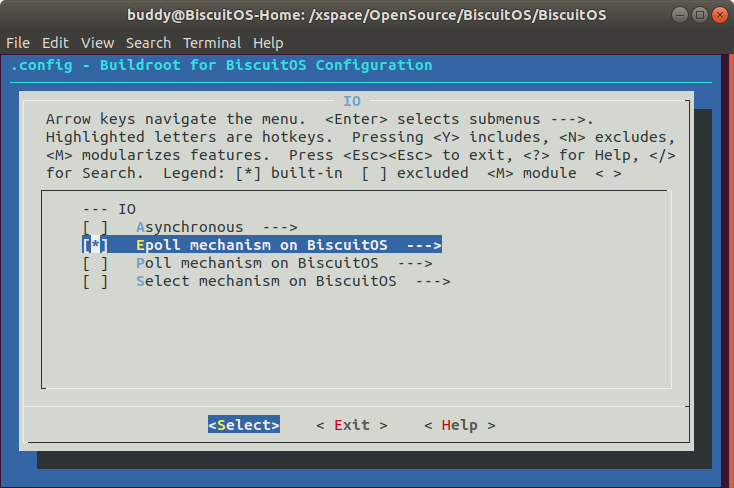 buddy@BiscuitOS-Home: /xspace/OpenSource/BiscuitOS/BiscuitOS
File Edit View Search Terminal Help
.config - Buildroot for BiscuitOS Configuration
IO
Arrow keys navigate the menu. <Enter> selects submenus --->.
Highlighted letters are hotkeys. Pressing <Y> includes, <N> excludes,
<M> modularizes features. Press <Esc><Esc> to exit, <?> for Help, </>
for Search. Legend: [*] built-in [ ] excluded <M> module < >
--- IO
[ ] Asynchronous --->
[*] Epoll mechanism on BiscuitOS --->
[ ] Poll mechanism on BiscuitOS --->
[ ] Select mechanism on BiscuitOS --->
<Select> < Exit > < Help >